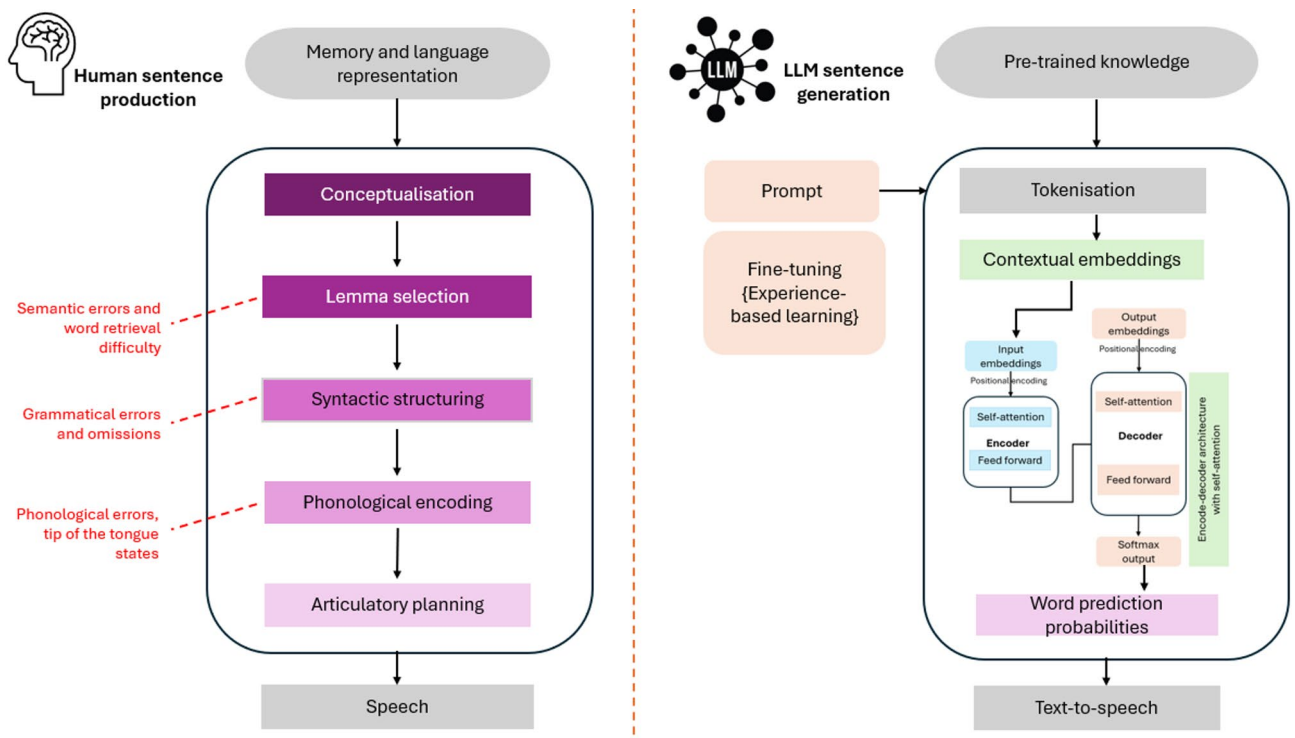 Human sentence
production
Memory and language
representation
Conceptualisation
Lemma selection
Syntactic structuring
Phonological encoding
Articulatory planning
Speech
Semantic errors and
word retrieval
difficulty
Grammatical errors
and omissions
Phonological errors,
tip of the tongue
states
LLM
LLM sentence
generation
Pre-trained knowledge
Prompt
Fine-tuning
{Experience-
based learning}
Tokenisation
Contextual embeddings
Input
embeddings
Positional encoding
Self-attention
Encoder
Feed forward
Output
embeddings
Positional encoding
Self-attention
Decoder
Feed forward
Encode-decoder architecture
with self-attention
Softmax
output
Word prediction
probabilities
Text-to-speech